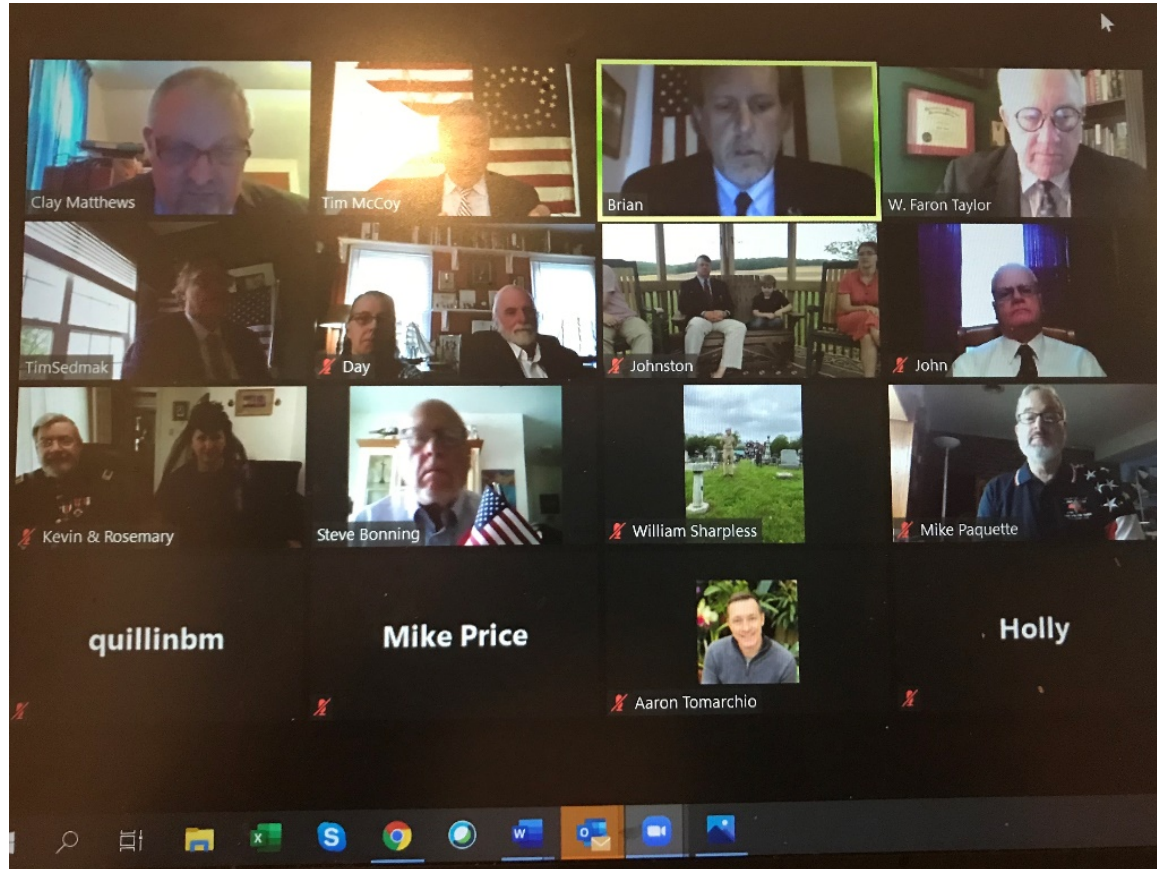 Clay Matthews
Tim McCoy
Brian
W. Faron Taylor
TimSedmak
Day
Johnston
John
Kevin & Rosemary
Steve Bonning
William Sharpless
Mike Paquette
quillinbm
Mike Price
Aaron Tomarchio
Holly